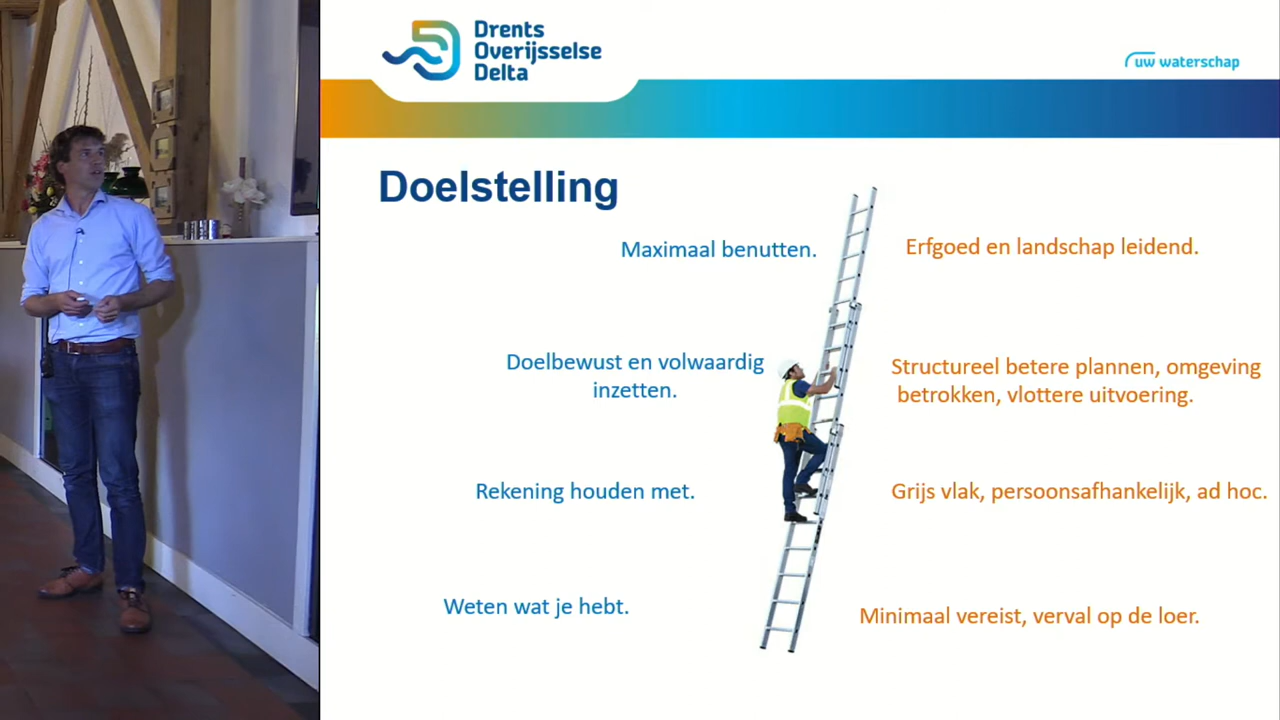 Drents
Overijsselse
Delta
uw waterschap
Doelstelling
Maximaal benutten.
Erfgoed en landschap leidend.
Doelbewust en volwaardig
inzetten.
Structureel betere plannen, omgeving
betrokken, vlottere uitvoering.
Rekening houden met.
Grijs vlak, persoonsafhankelijk, ad hoc.
Weten wat je hebt.
Minimaal vereist, verval op de loer.